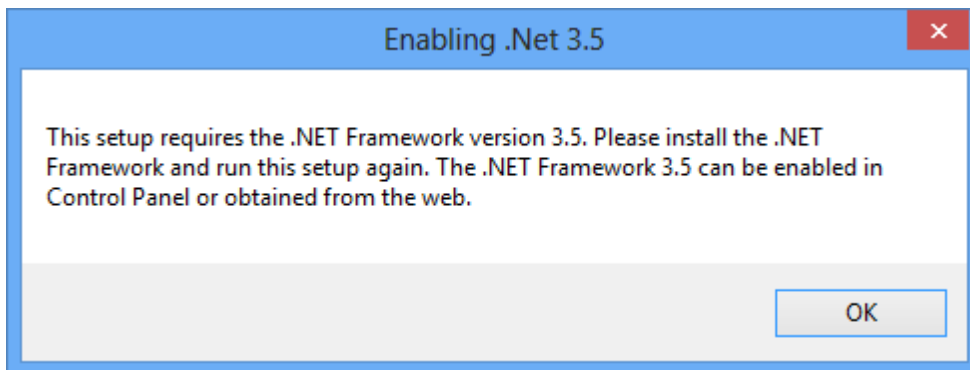 Enabling .Net 3.5
This setup requires the .NET Framework version 3.5. Please install the .NET
Framework and run this setup again. The .NET Framework 3.5 can be enabled in
Control Panel or obtained from the web.
OK